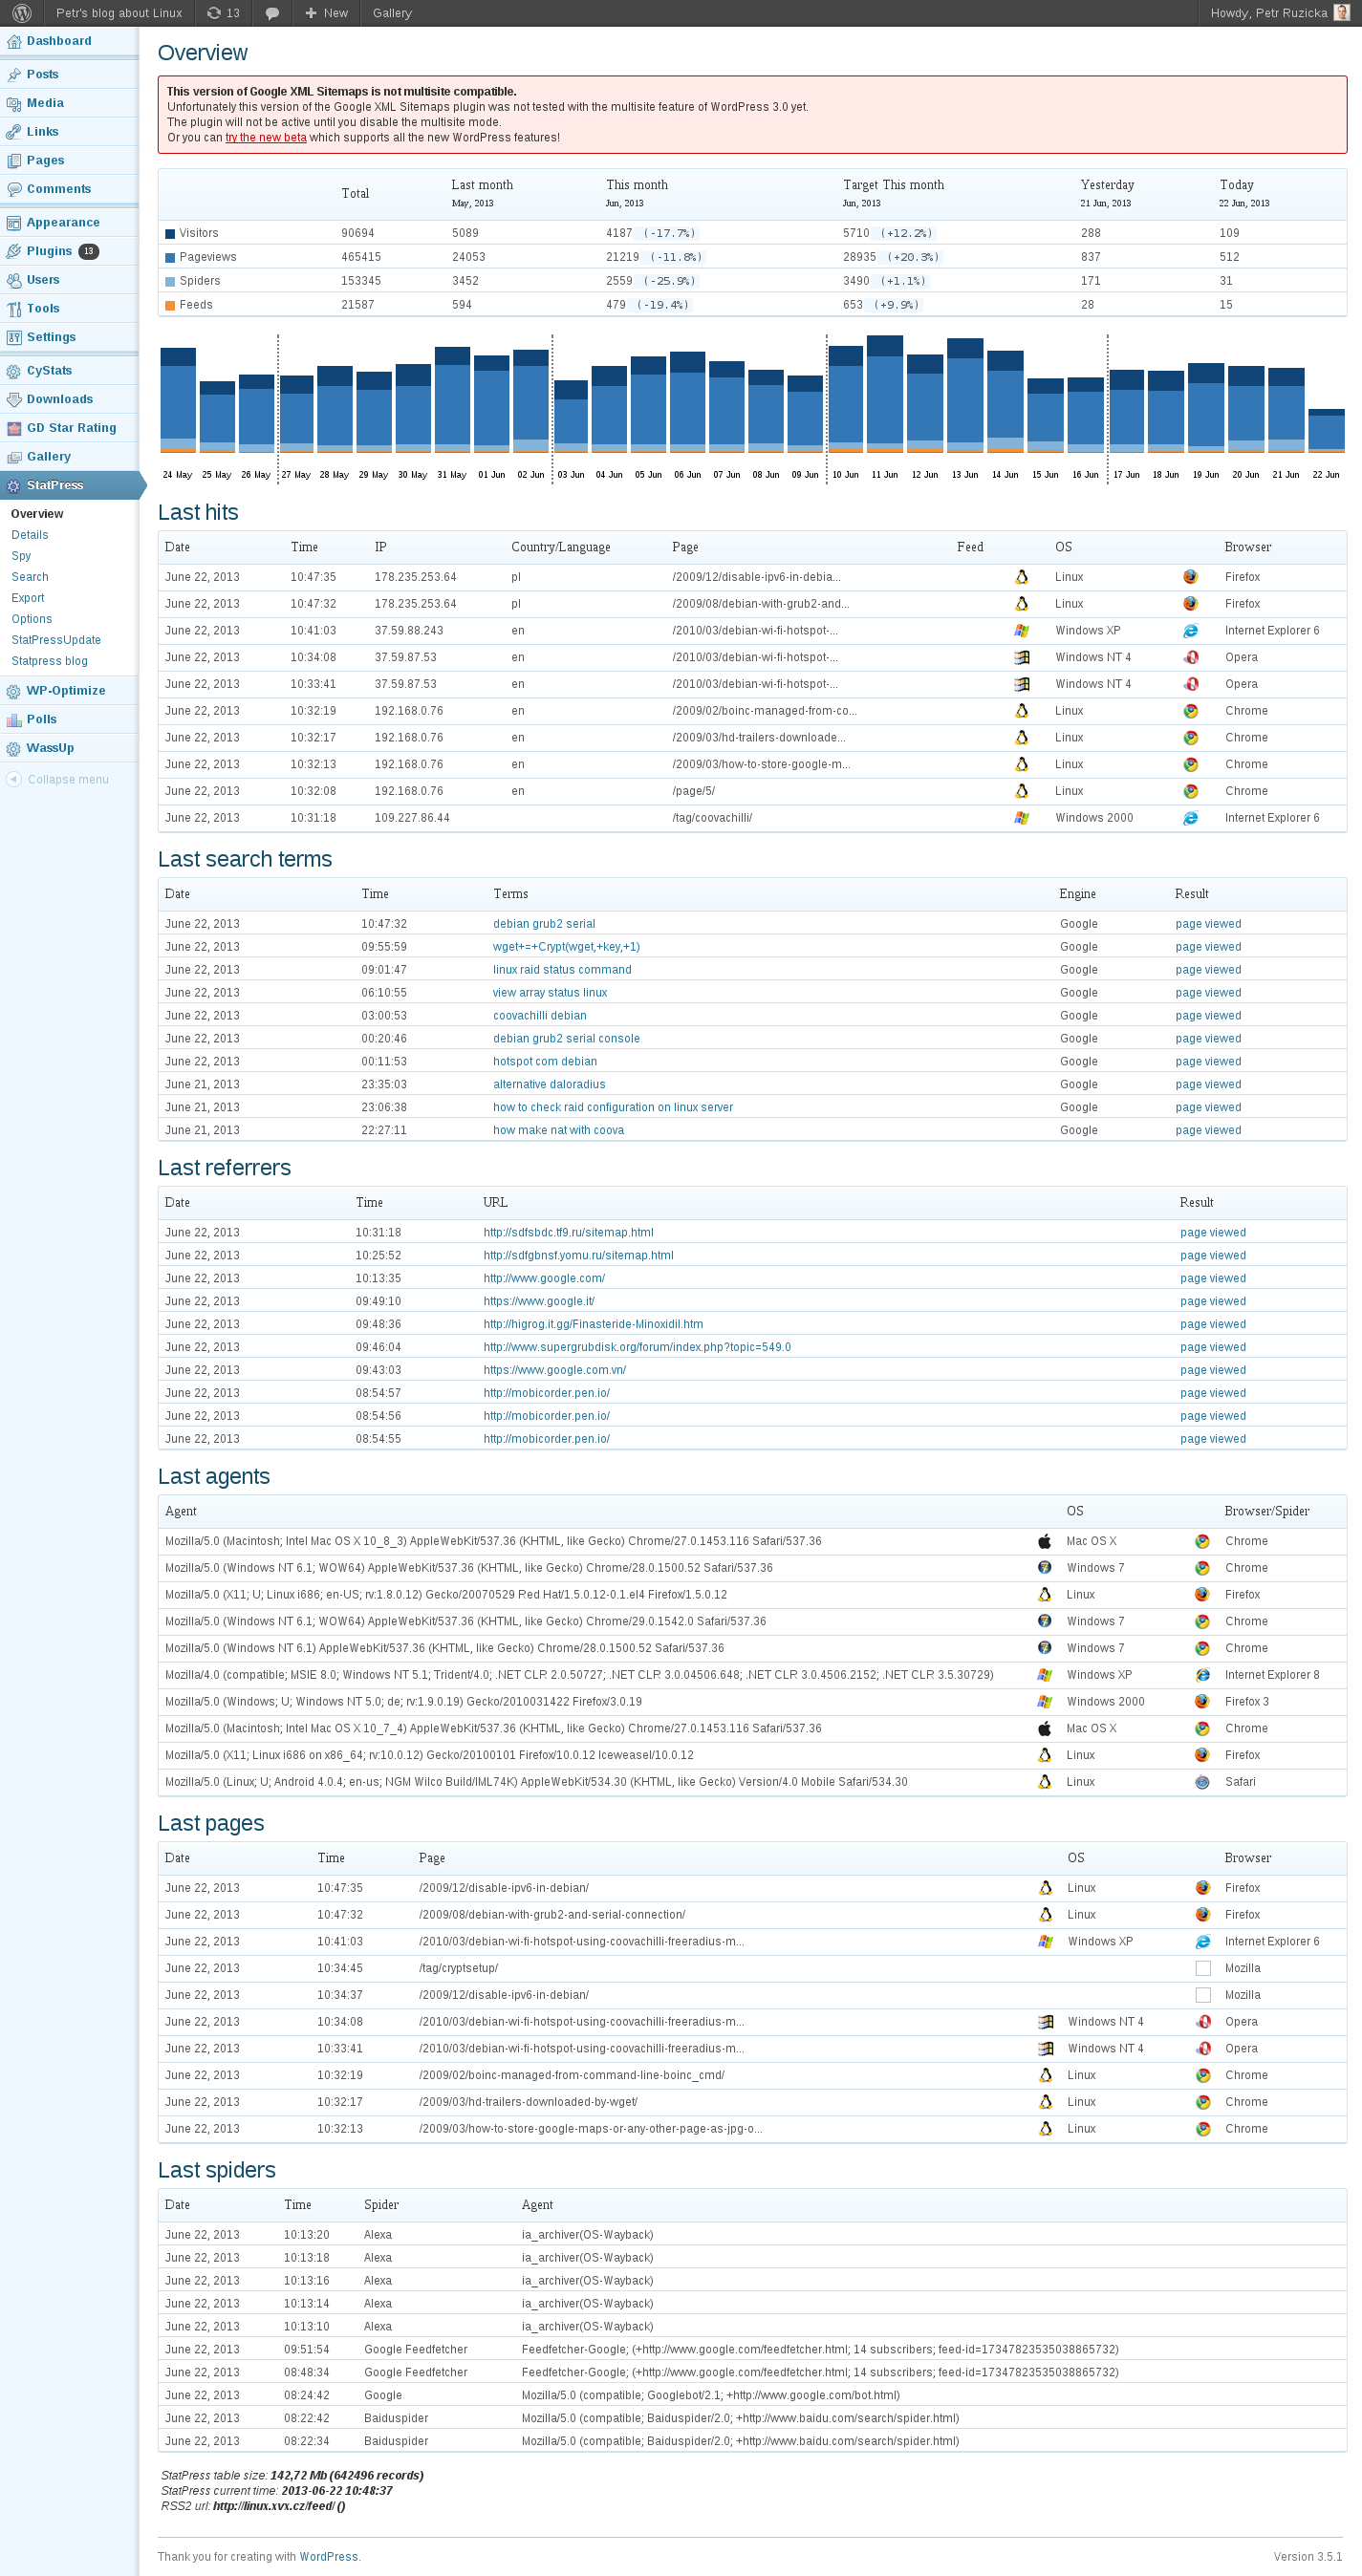 Petr's blog about Linux 13 New Gallery Howdy, Petr Ruzicka
Dashboard
Posts
Media
Links
Pages
Comments
Appearance
Plugins 13
Users
Tools
Settings
CyStats
Downloads
GD Star Rating
Gallery
StatPress
Overview
Details
Spy
Search
Export
Options
StatPressUpdate
Statpress blog
WP-Optimize
Polls
WassUp
Collapse menu
Overview
This version of Google XML Sitemaps is not multisite compatible.
Unfortunately this version of the Google XML Sitemaps plugin was not tested with the multisite feature of WordPress 3.0 yet.
The plugin will not be active until you disable the multisite mode.
Or you can try the new beta which supports all the new WordPress features!
Total Last month This month Target This month Yesterday Today
May, 2013 Jun, 2013 Jun, 2013 21 Jun, 2013 22 Jun, 2013
Visitors 90694 5089 4187 (-17.7%) 5710 (+12.2%) 288 109
Pageviews 465415 24053 21219 (-11.8%) 28935 (+20.3%) 837 512
Spiders 153345 3452 2559 (-25.9%) 3490 (+1.1%) 171 31
Feeds 21587 594 479 (-19.4%) 653 (+9.9%) 28 15
24 May 25 May 26 May 27 May 28 May 29 May 30 May 31 May 01 Jun 02 Jun 03 Jun 04 Jun 05 Jun 06 Jun 07 Jun 08 Jun 09 Jun 10 Jun 11 Jun 12 Jun 13 Jun 14 Jun 15 Jun 16 Jun 17 Jun 18 Jun 19 Jun 20 Jun 21 Jun 22 Jun
Last hits
Date Time IP Country/Language Page Feed OS Browser
June 22, 2013 10:47:35 178.235.253.64 pl /2009/12/disable-ipv6-in-debia... Linux Firefox
June 22, 2013 10:47:32 178.235.253.64 pl /2009/08/debian-with-grub2-and... Linux Firefox
June 22, 2013 10:41:03 37.59.88.243 en /2010/03/debian-wi-fi-hotspot-... Windows XP Internet Explorer 6
June 22, 2013 10:34:08 37.59.87.53 en /2010/03/debian-wi-fi-hotspot-... Windows NT 4 Opera
June 22, 2013 10:33:41 37.59.87.53 en /2010/03/debian-wi-fi-hotspot-... Windows NT 4 Opera
June 22, 2013 10:32:19 192.168.0.76 en /2009/02/boinc-managed-from-co... Linux Chrome
June 22, 2013 10:32:17 192.168.0.76 en /2009/03/hd-trailers-downloade... Linux Chrome
June 22, 2013 10:32:13 192.168.0.76 en /2009/03/how-to-store-google-m... Linux Chrome
June 22, 2013 10:32:08 192.168.0.76 en /page/5/ Linux Chrome
June 22, 2013 10:31:18 109.227.86.44 /tag/coovachilli/ Windows 2000 Internet Explorer 6
Last search terms
Date Time Terms Engine Result
June 22, 2013 10:47:32 debian grub2 serial Google page viewed
June 22, 2013 09:55:59 wget+=+Crypt(wget,+key,+1) Google page viewed
June 22, 2013 09:01:47 linux raid status command Google page viewed
June 22, 2013 06:10:55 view array status linux Google page viewed
June 22, 2013 03:00:53 coovachilli debian Google page viewed
June 22, 2013 00:20:46 debian grub2 serial console Google page viewed
June 22, 2013 00:11:53 hotspot com debian Google page viewed
June 21, 2013 23:35:03 alternative daloradius Google page viewed
June 21, 2013 23:06:38 how to check raid configuration on linux server Google page viewed
June 21, 2013 22:27:11 how make nat with coova Google page viewed
Last referrers
Date Time URL Result
June 22, 2013 10:31:18 http://sdfsbdc.tf9.ru/sitemap.html page viewed
June 22, 2013 10:25:52 http://sdfgbnsf.yomu.ru/sitemap.html page viewed
June 22, 2013 10:13:35 http://www.google.com/ page viewed
June 22, 2013 09:49:10 https://www.google.it/ page viewed
June 22, 2013 09:48:36 http://higrog.it.gg/Finasteride-Minoxidil.htm page viewed
June 22, 2013 09:46:04 http://www.supergrubdisk.org/forum/index.php?topic=549.0 page viewed
June 22, 2013 09:43:03 https://www.google.com.vn/ page viewed
June 22, 2013 08:54:57 http://mobicorder.pen.io/ page viewed
June 22, 2013 08:54:56 http://mobicorder.pen.io/ page viewed
June 22, 2013 08:54:55 http://mobicorder.pen.io/ page viewed
Last agents
Agent OS Browser/Spider
Mozilla/5.0 (Macintosh; Intel Mac OS X 10_8_3) AppleWebKit/537.36 (KHTML, like Gecko) Chrome/27.0.1453.116 Safari/537.36 Mac OS X Chrome
Mozilla/5.0 (Windows NT 6.1; WOW64) AppleWebKit/537.36 (KHTML, like Gecko) Chrome/28.0.1500.52 Safari/537.36 Windows 7 Chrome
Mozilla/5.0 (X11; U; Linux i686; en-US; rv:1.8.0.12) Gecko/20070529 Red Hat/1.5.0.12-0.1.el4 Firefox/1.5.0.12 Linux Firefox
Mozilla/5.0 (Windows NT 6.1; WOW64) AppleWebKit/537.36 (KHTML, like Gecko) Chrome/29.0.1542.0 Safari/537.36 Windows 7 Chrome
Mozilla/5.0 (Windows NT 6.1) AppleWebKit/537.36 (KHTML, like Gecko) Chrome/28.0.1500.52 Safari/537.36 Windows 7 Chrome
Mozilla/4.0 (compatible; MSIE 8.0; Windows NT 5.1; Trident/4.0; .NET CLR 2.0.50727; .NET CLR 3.0.04506.648; .NET CLR 3.0.4506.2152; .NET CLR 3.5.30729) Windows XP Internet Explorer 8
Mozilla/5.0 (Windows; U; Windows NT 5.0; de; rv:1.9.0.19) Gecko/2010031422 Firefox/3.0.19 Windows 2000 Firefox 3
Mozilla/5.0 (Macintosh; Intel Mac OS X 10_7_4) AppleWebKit/537.36 (KHTML, like Gecko) Chrome/27.0.1453.116 Safari/537.36 Mac OS X Chrome
Mozilla/5.0 (X11; Linux i686 on x86_64; rv:10.0.12) Gecko/20100101 Firefox/10.0.12 Iceweasel/10.0.12 Linux Firefox
Mozilla/5.0 (Linux; U; Android 4.0.4; en-us; NGM Wilco Build/IML74K) AppleWebKit/534.30 (KHTML, like Gecko) Version/4.0 Mobile Safari/534.30 Linux Safari
Last pages
Date Time Page OS Browser
June 22, 2013 10:47:35 /2009/12/disable-ipv6-in-debian/ Linux Firefox
June 22, 2013 10:47:32 /2009/08/debian-with-grub2-and-serial-connection/ Linux Firefox
June 22, 2013 10:41:03 /2010/03/debian-wi-fi-hotspot-using-coovachilli-freeradius-m... Windows XP Internet Explorer 6
June 22, 2013 10:34:45 /tag/cryptsetup/ Mozilla
June 22, 2013 10:34:37 /2009/12/disable-ipv6-in-debian/ Mozilla
June 22, 2013 10:34:08 /2010/03/debian-wi-fi-hotspot-using-coovachilli-freeradius-m... Windows NT 4 Opera
June 22, 2013 10:33:41 /2010/03/debian-wi-fi-hotspot-using-coovachilli-freeradius-m... Windows NT 4 Opera
June 22, 2013 10:32:19 /2009/02/boinc-managed-from-command-line-boinc_cmd/ Linux Chrome
June 22, 2013 10:32:17 /2009/03/hd-trailers-downloaded-by-wget/ Linux Chrome
June 22, 2013 10:32:13 /2009/03/how-to-store-google-maps-or-any-other-page-as-jpg-o... Linux Chrome
Last spiders
Date Time Spider Agent
June 22, 2013 10:13:20 Alexa ia_archiver(OS-Wayback)
June 22, 2013 10:13:18 Alexa ia_archiver(OS-Wayback)
June 22, 2013 10:13:16 Alexa ia_archiver(OS-Wayback)
June 22, 2013 10:13:14 Alexa ia_archiver(OS-Wayback)
June 22, 2013 10:13:10 Alexa ia_archiver(OS-Wayback)
June 22, 2013 09:51:54 Google Feedfetcher Feedfetcher-Google; (+http://www.google.com/feedfetcher.html; 14 subscribers; feed-id=17347823535038865732)
June 22, 2013 08:48:34 Google Feedfetcher Feedfetcher-Google; (+http://www.google.com/feedfetcher.html; 14 subscribers; feed-id=17347823535038865732)
June 22, 2013 08:24:42 Google Mozilla/5.0 (compatible; Googlebot/2.1; +http://www.google.com/bot.html)
June 22, 2013 08:22:42 Baiduspider Mozilla/5.0 (compatible; Baiduspider/2.0; +http://www.baidu.com/search/spider.html)
June 22, 2013 08:22:34 Baiduspider Mozilla/5.0 (compatible; Baiduspider/2.0; +http://www.baidu.com/search/spider.html)
StatPress table size: 142,72 Mb (642496 records)
StatPress current time: 2013-06-22 10:48:37
RSS2 url: http://linux.xvx.cz/feed/ ()
Thank you for creating with WordPress. Version 3.5.1